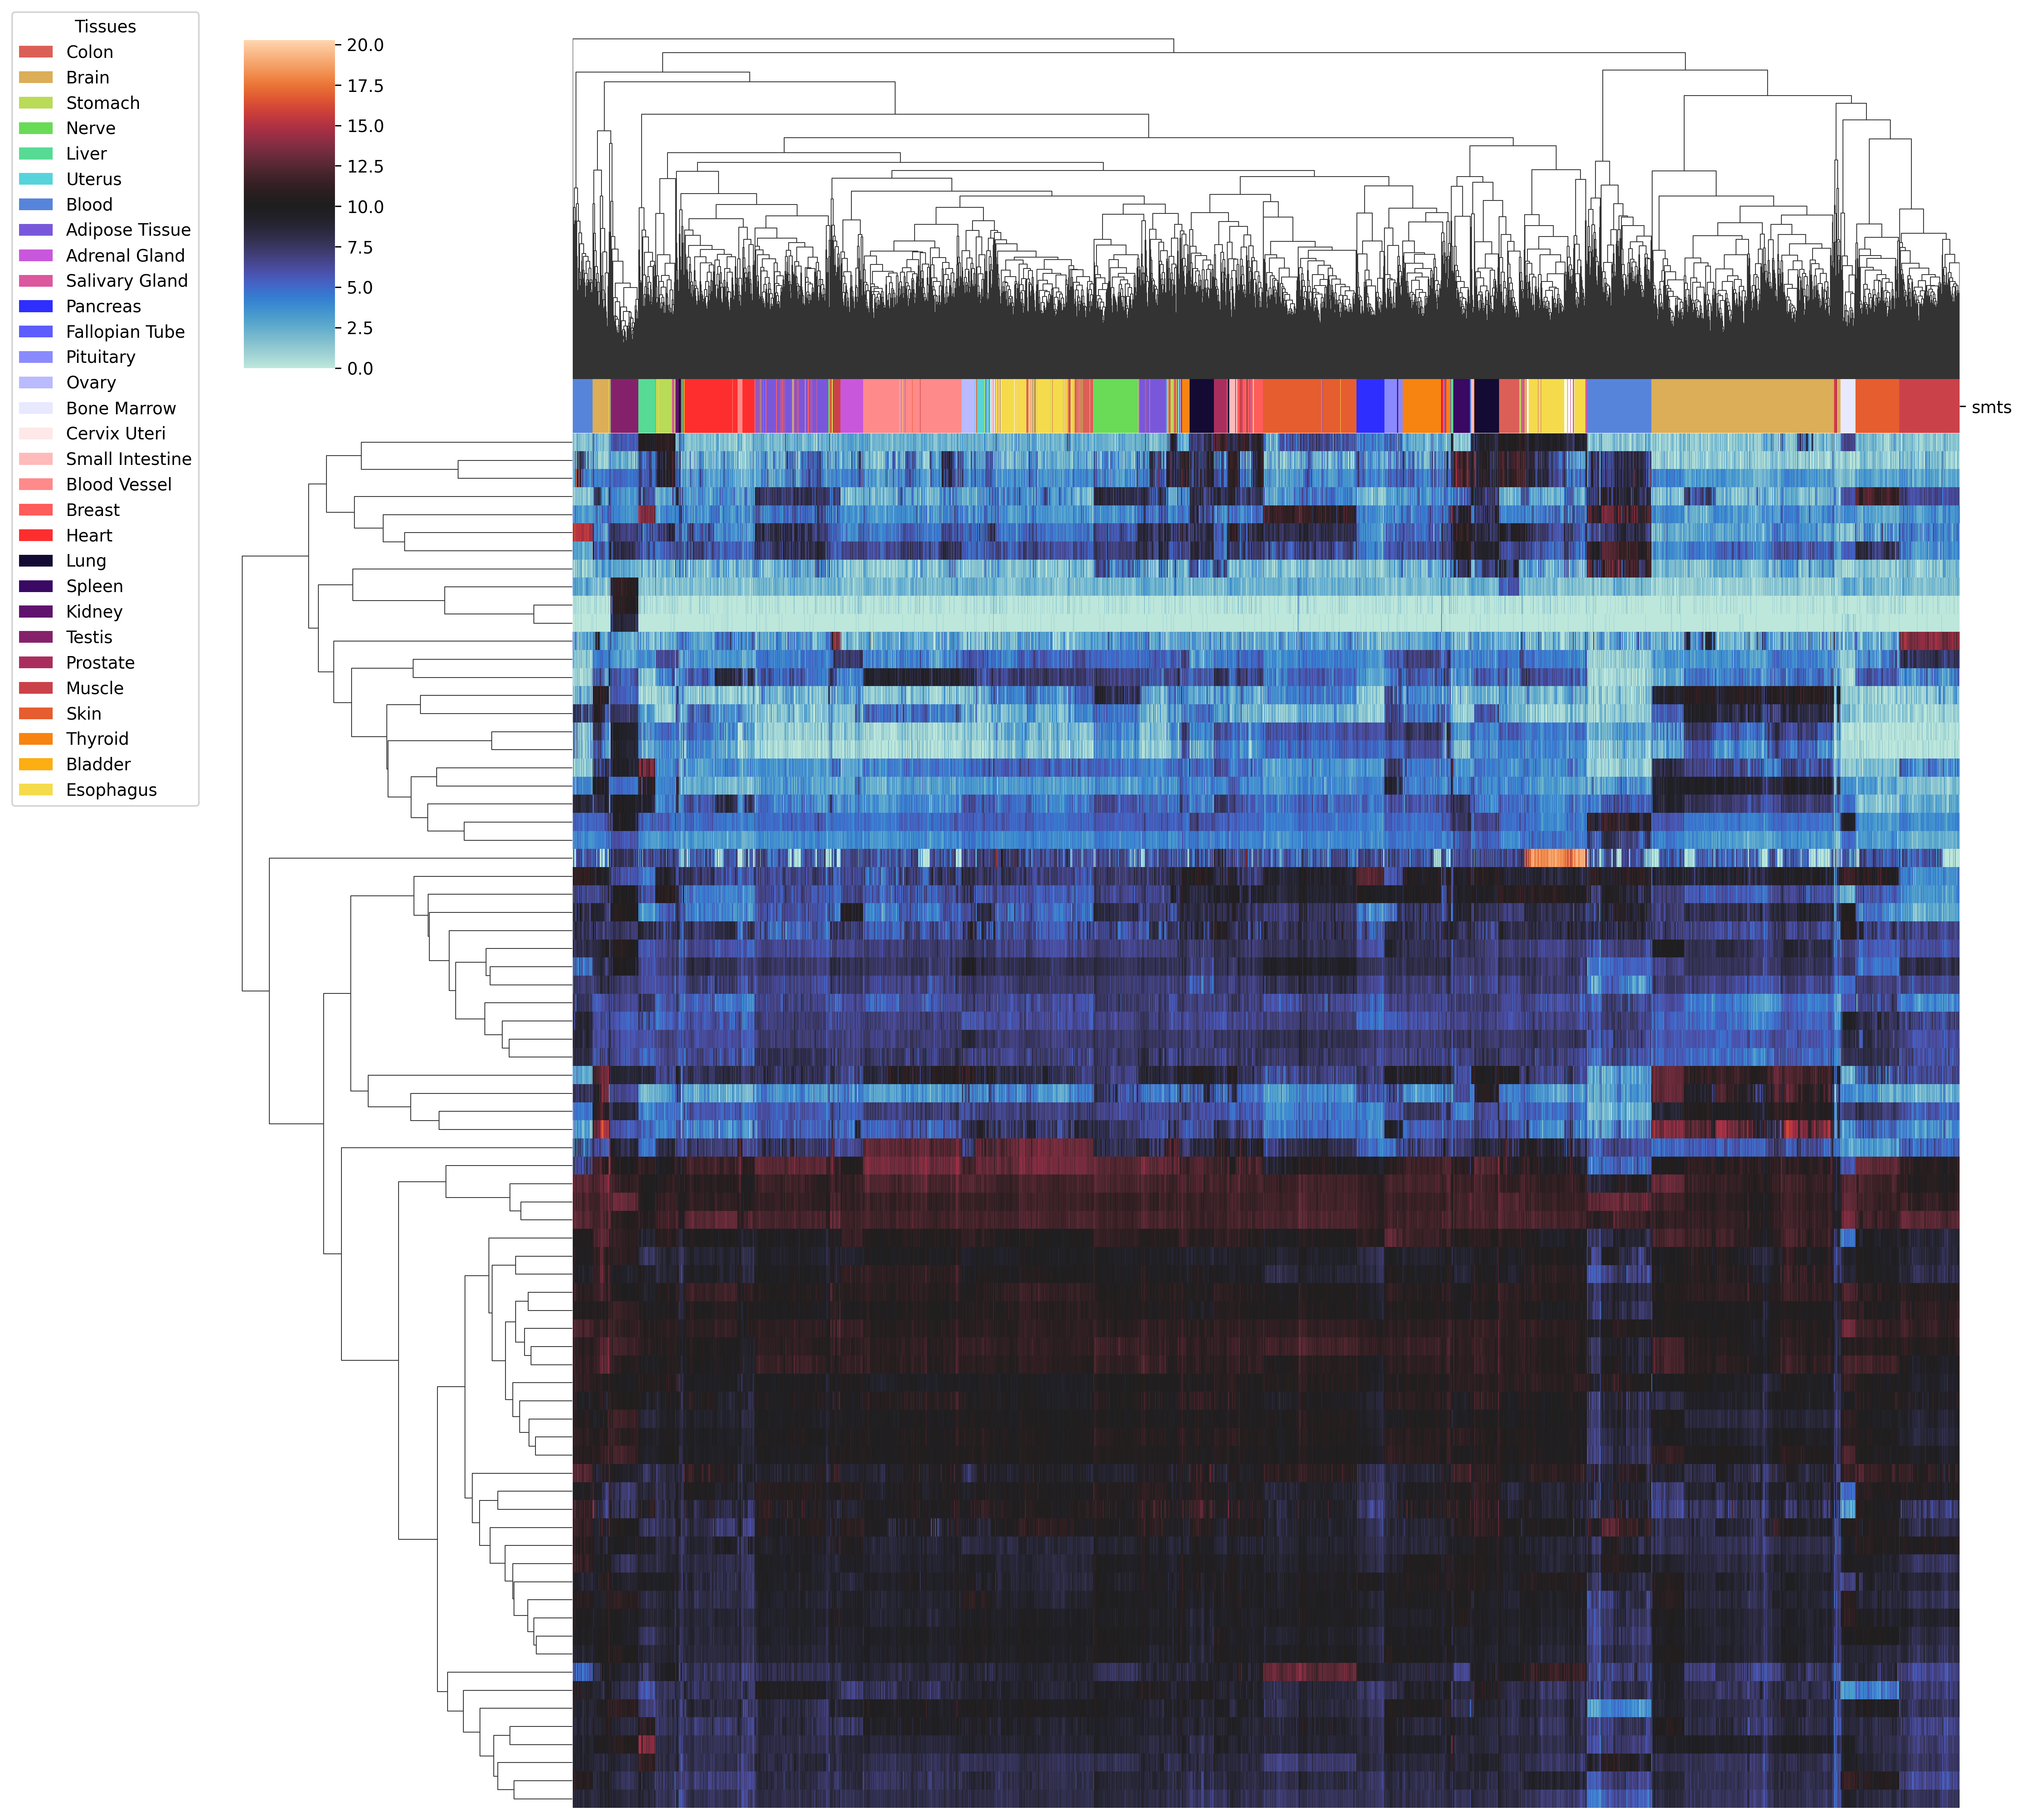 Tissues
Colon
Brain
Stomach
Nerve
Liver
Uterus
Blood
Adipose Tissue
Adrenal Gland
Salivary Gland
Pancreas
Fallopian Tube
Pituitary
Ovary
Bone Marrow
Cervix Uteri
Small Intestine
Blood Vessel
Breast
Heart
Lung
Spleen
Kidney
Testis
Prostate
Muscle
Skin
Thyroid
Bladder
Esophagus
20.0
17.5
15.0
12.5
10.0
7.5
5.0
2.5
0.0
smts